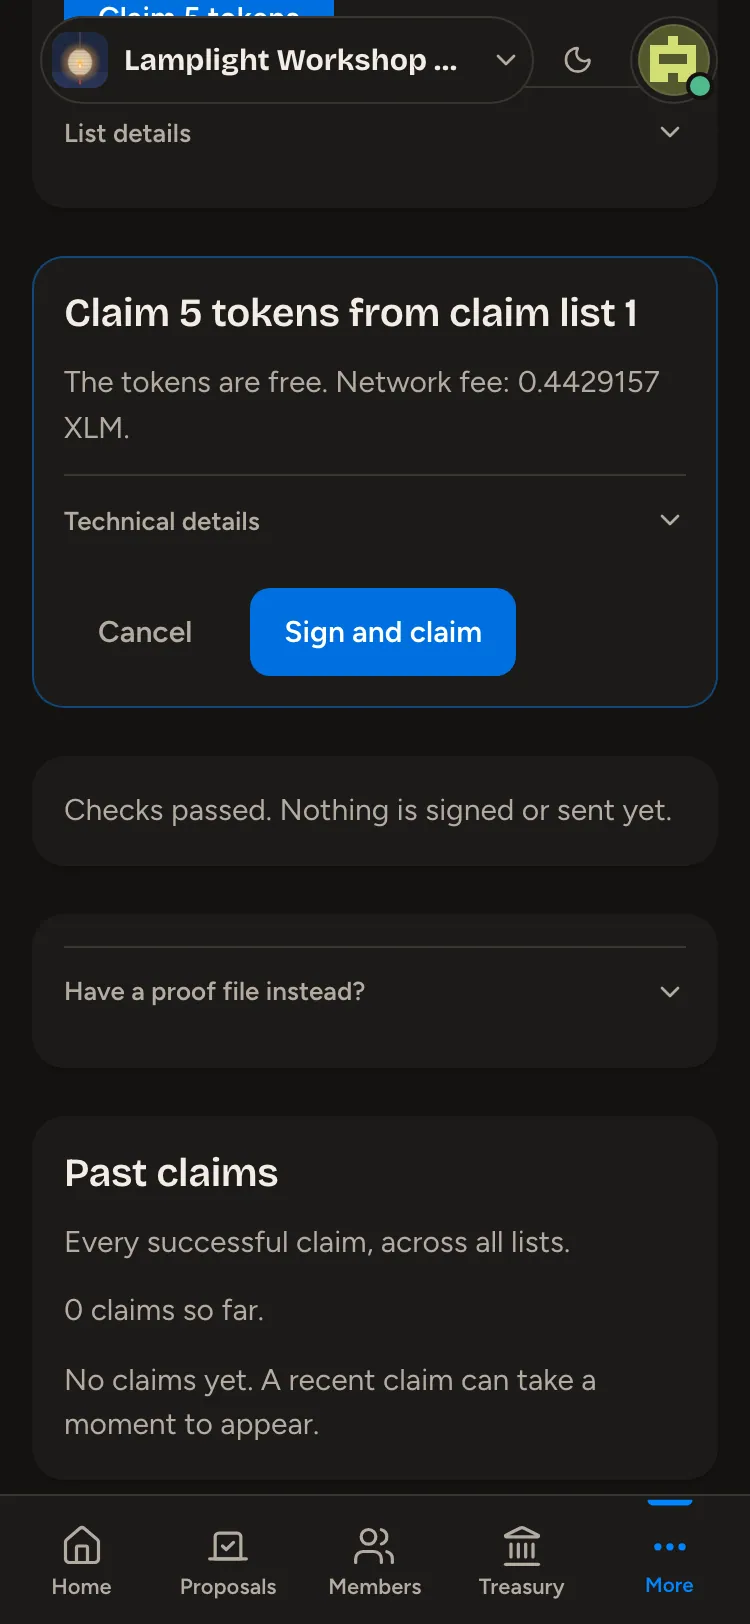 Claim 5 tokens
Lamplight Workshop ...
List details
Claim 5 tokens from claim list 1
The tokens are free. Network fee: 0.4429157
XLM.
Technical details
Cancel
Sign and claim
Checks passed. Nothing is signed or sent yet.
Have a proof file instead?
Past claims
Every successful claim, across all lists.
0 claims so far.
No claims yet. A recent claim can take a
moment to appear.
Home
Proposals
Members
Treasury
More